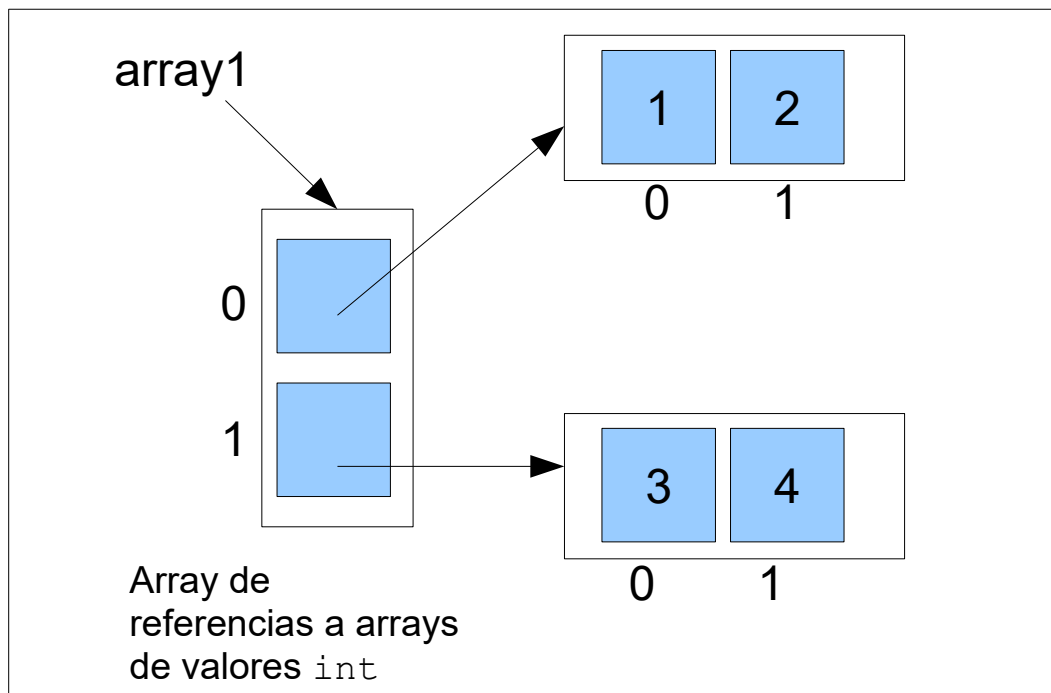 array1
1 2
0 1
0
1
3 4
0 1
Array de
referencias a arrays
de valores int